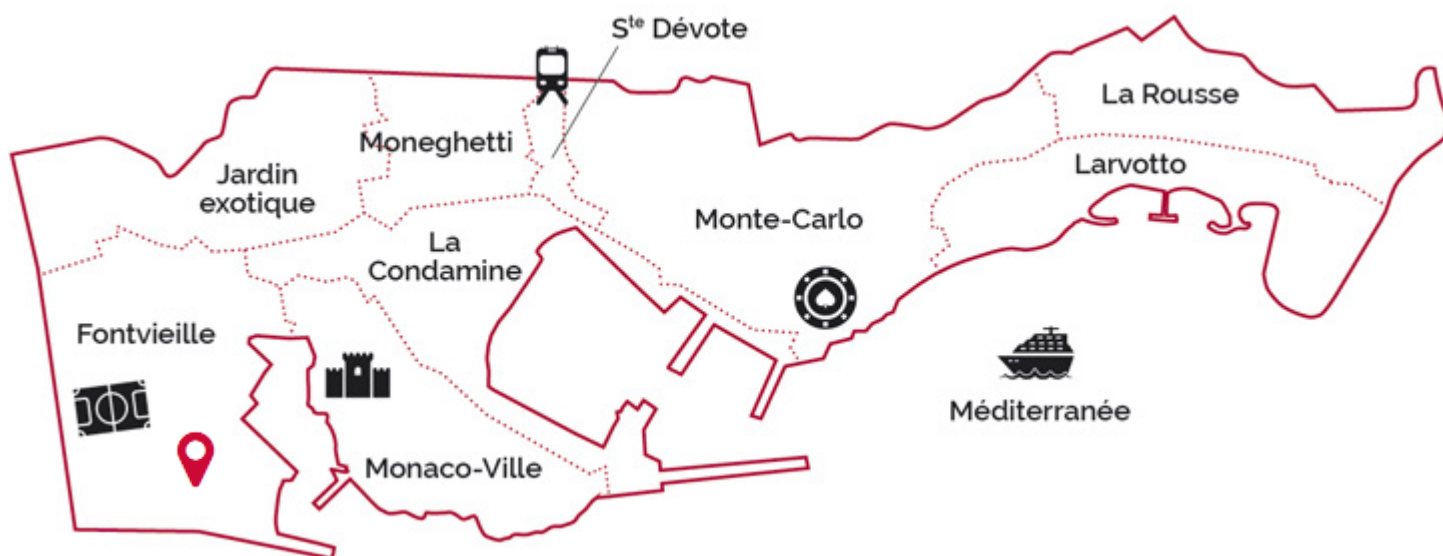 Sᵗᵉ Dévote
La Rousse
Moneghetti
Larvotto
Jardin
exotique
Monte-Carlo
La
Condamine
Fontvieille
Méditerranée
Monaco-Ville